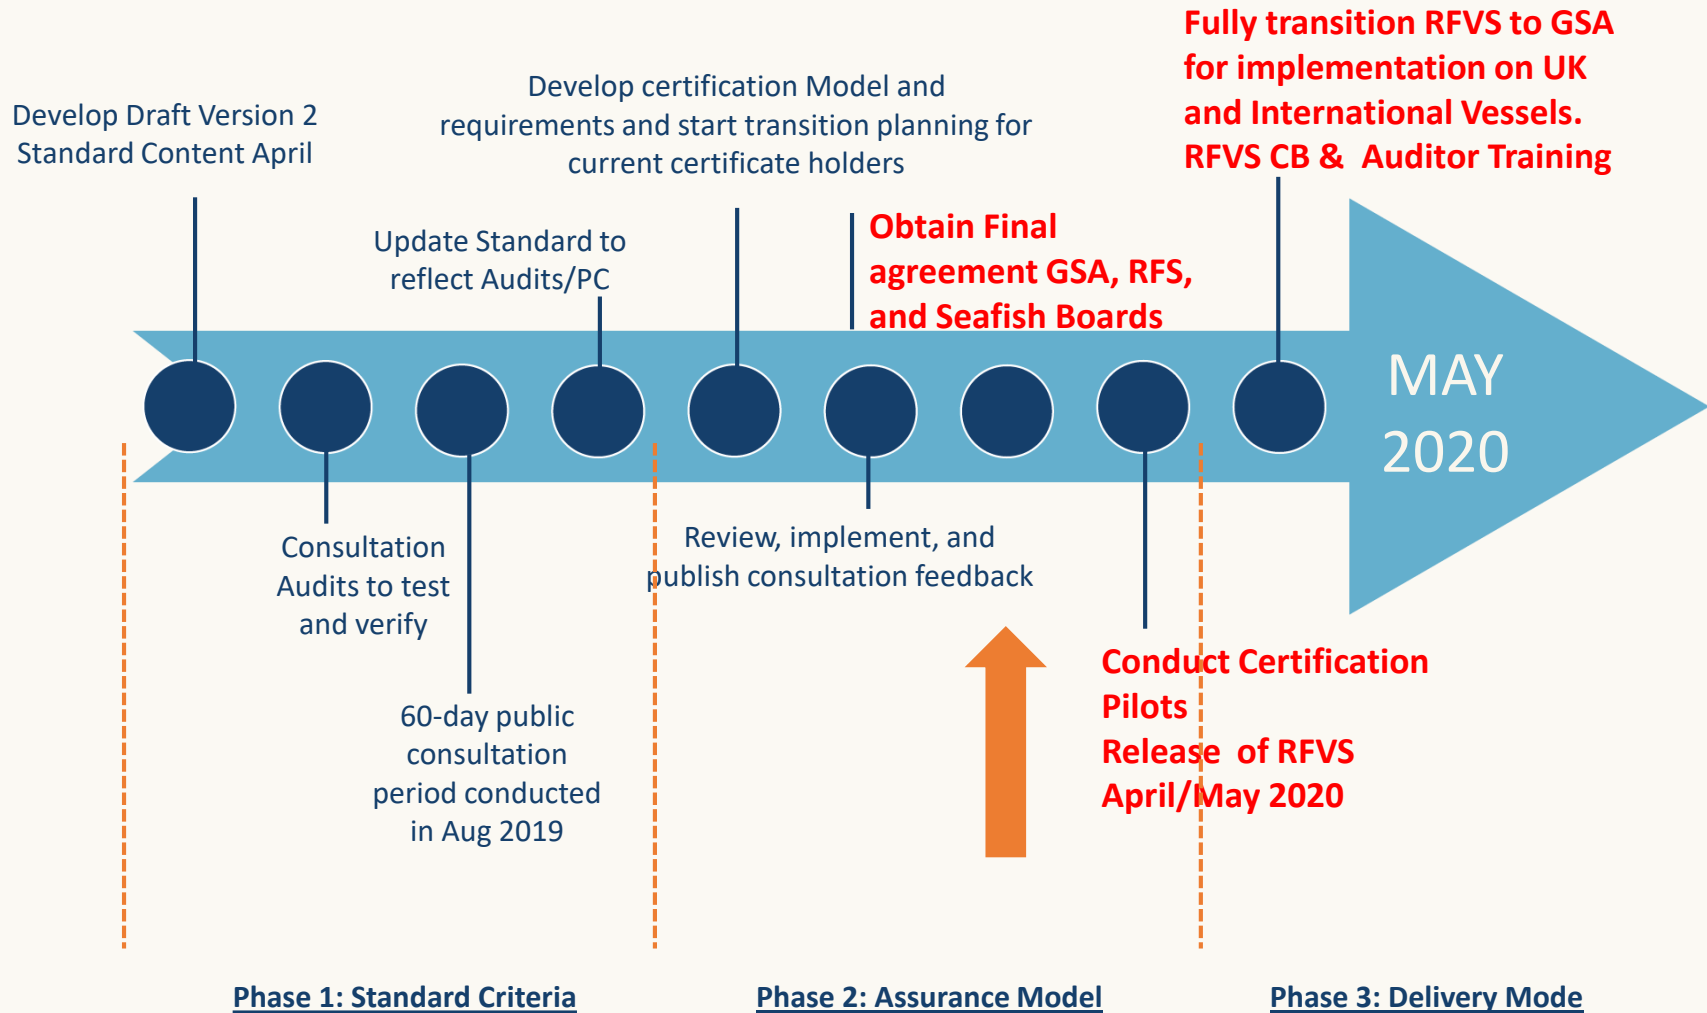 Develop Draft Version 2
Standard Content April
Develop certification Model and
requirements and start transition planning for
current certificate holders
Fully transition RFVS to GSA
for implementation on UK
and International Vessels.
RFVS CB &  Auditor Training
Update Standard to
reflect Audits/PC
Obtain Final
agreement GSA, RFS,
and Seafish Boards
MAY
2020
Consultation
Audits to test
and verify
60-day public
consultation
period conducted
in Aug 2019
Review, implement, and
publish consultation feedback
Conduct Certification
Pilots
Release  of RFVS
April/May 2020
Phase 1: Standard Criteria
Phase 2: Assurance Model
Phase 3: Delivery Mode